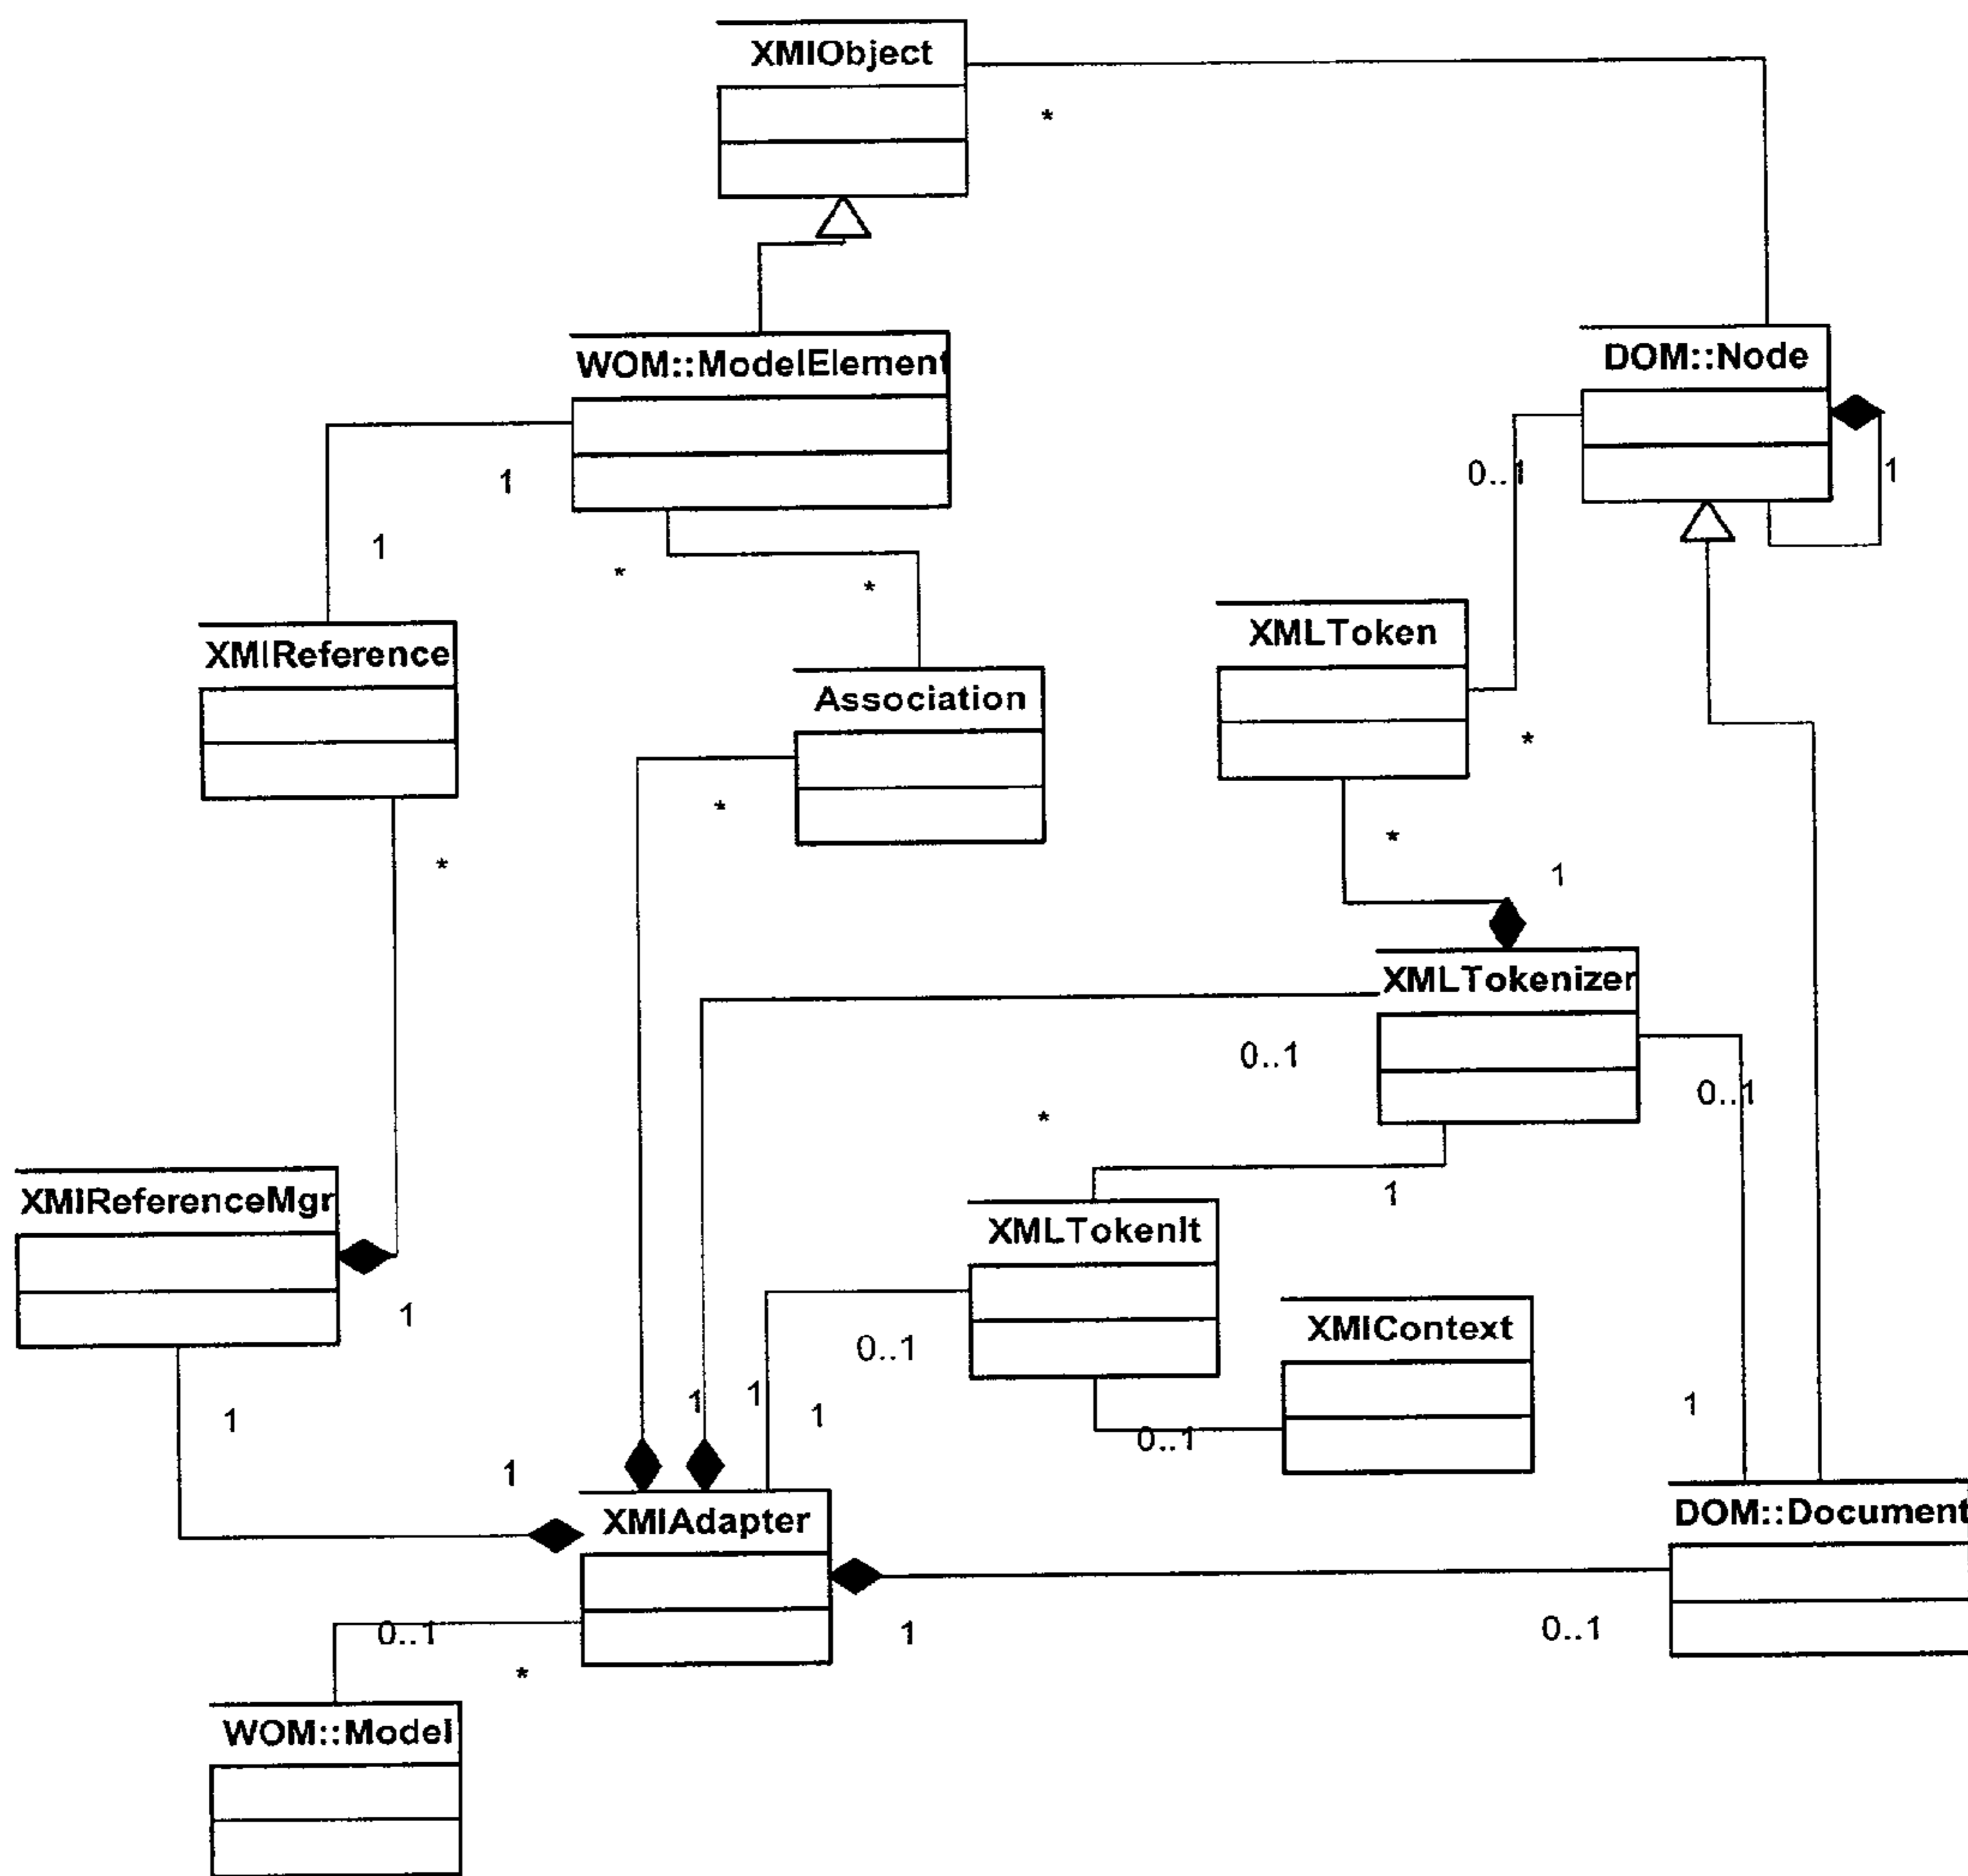 XMIObject
*
WOM::ModelElement
DOM::Node
1
0..1
1
1
*
*
XMIReference
XMLToken
Association
*
*
*
*
1
XMLTokenizer
0..1
0..1
*
XMIReferenceMgr
1
XMLTokenIt
1
0..1
XMIContext
1
1
1
1
1
0..1
1
XMIAdapter
DOM::Document
0..1
1
0..1
*
WOM::Model